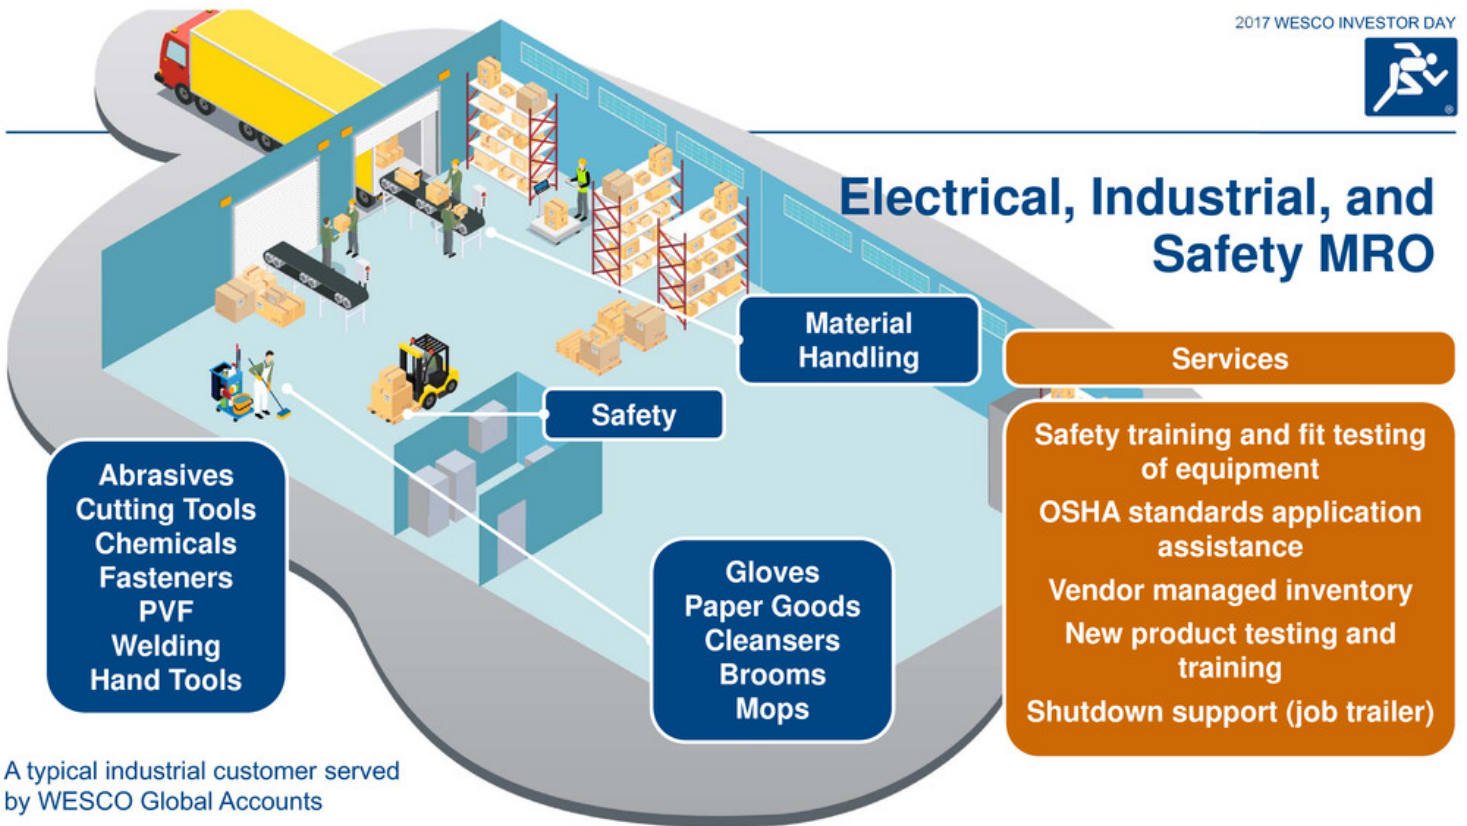 2017 WESCO INVESTOR DAY
®
Electrical, Industrial, and
Safety MRO
Material
Handling
Safety
Services
Safety training and fit testing
of equipment
OSHA standards application
assistance
Vendor managed inventory
New product testing and
training
Shutdown support (job trailer)
Abrasives
Cutting Tools
Chemicals
Fasteners
PVF
Welding
Hand Tools
Gloves
Paper Goods
Cleansers
Brooms
Mops
A typical industrial customer served
by WESCO Global Accounts